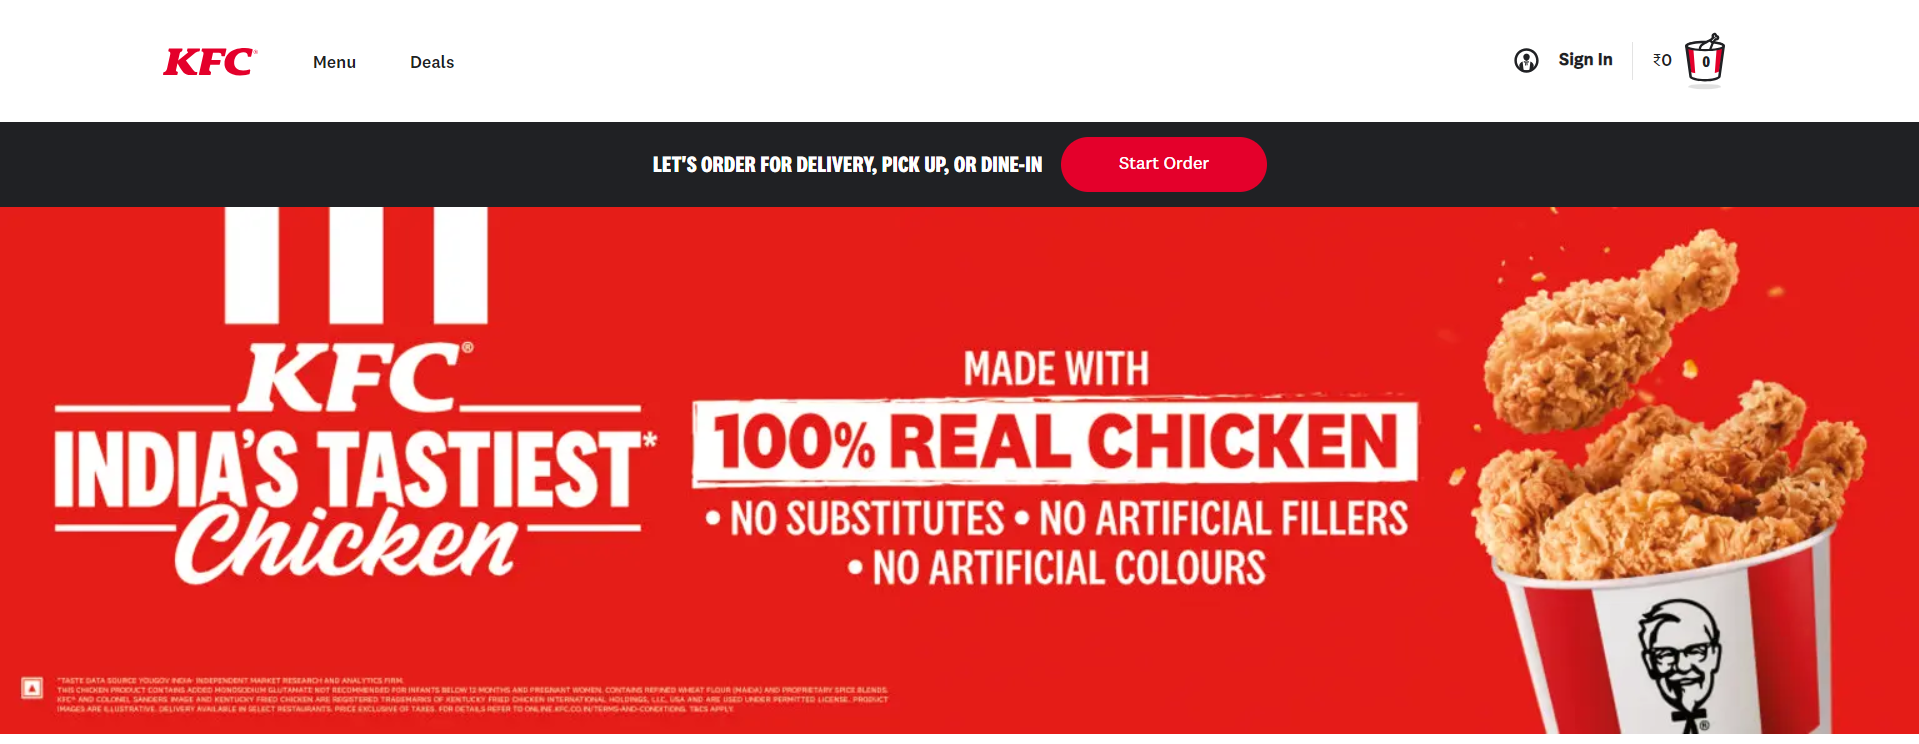 KFC®
Menu
Deals
Sign In
₹0
0
LET'S ORDER FOR DELIVERY, PICK UP, OR DINE-IN
Start Order
KFC®
INDIA'S TASTIEST*
Chicken
MADE WITH
100% REAL CHICKEN
• NO SUBSTITUTES • NO ARTIFICIAL FILLERS
• NO ARTIFICIAL COLOURS
*TASTE DATA SOURCE YOUGOV INDIA- INDEPENDENT MARKET RESEARCH AND ANALYTICS FIRM.
THIS CHICKEN PRODUCT CONTAINS ADDED MONOSODIUM GLUTAMATE NOT RECOMMENDED FOR INFANTS BELOW 12 MONTHS AND PREGNANT WOMEN. CONTAINS REFINED WHEAT FLOUR (MAIDA) AND PROPRIETARY SPICE BLENDS.
KFC® AND COLONEL SANDERS IMAGE AND KENTUCKY FRIED CHICKEN ARE REGISTERED TRADEMARKS OF KENTUCKY FRIED CHICKEN INTERNATIONAL HOLDINGS, LLC, USA AND ARE USED UNDER PERMITTED LICENSE. PRODUCT
IMAGES ARE ILLUSTRATIVE. DELIVERY AVAILABLE IN SELECT RESTAURANTS. PRICE EXCLUSIVE OF TAXES. FOR DETAILS REFER TO ONLINE.KFC.CO.IN/TERMS-AND-CONDITIONS. T&CS APPLY.
®